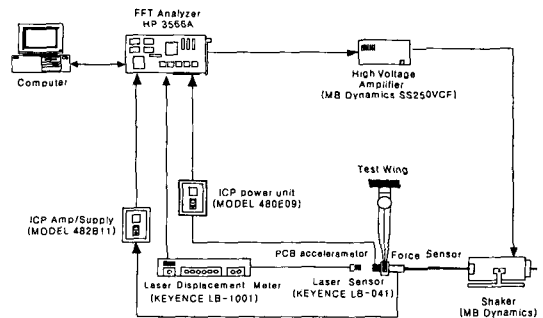 FFT Analyzer
HP 3566A
Computer
High Voltage
Amplifier
(MB Dynamics SS250VCF)
Test Wing
ICP power unit
(MODEL 480E09)
ICP Amp/Supply
(MODEL 482B11)
PCB accelerometor
Force Sensor
Laser Displacement Meter
(KEYENCE LB-1001)
Laser Sensor
(KEYENCE LB-041)
Shaker
(MB Dynamics)